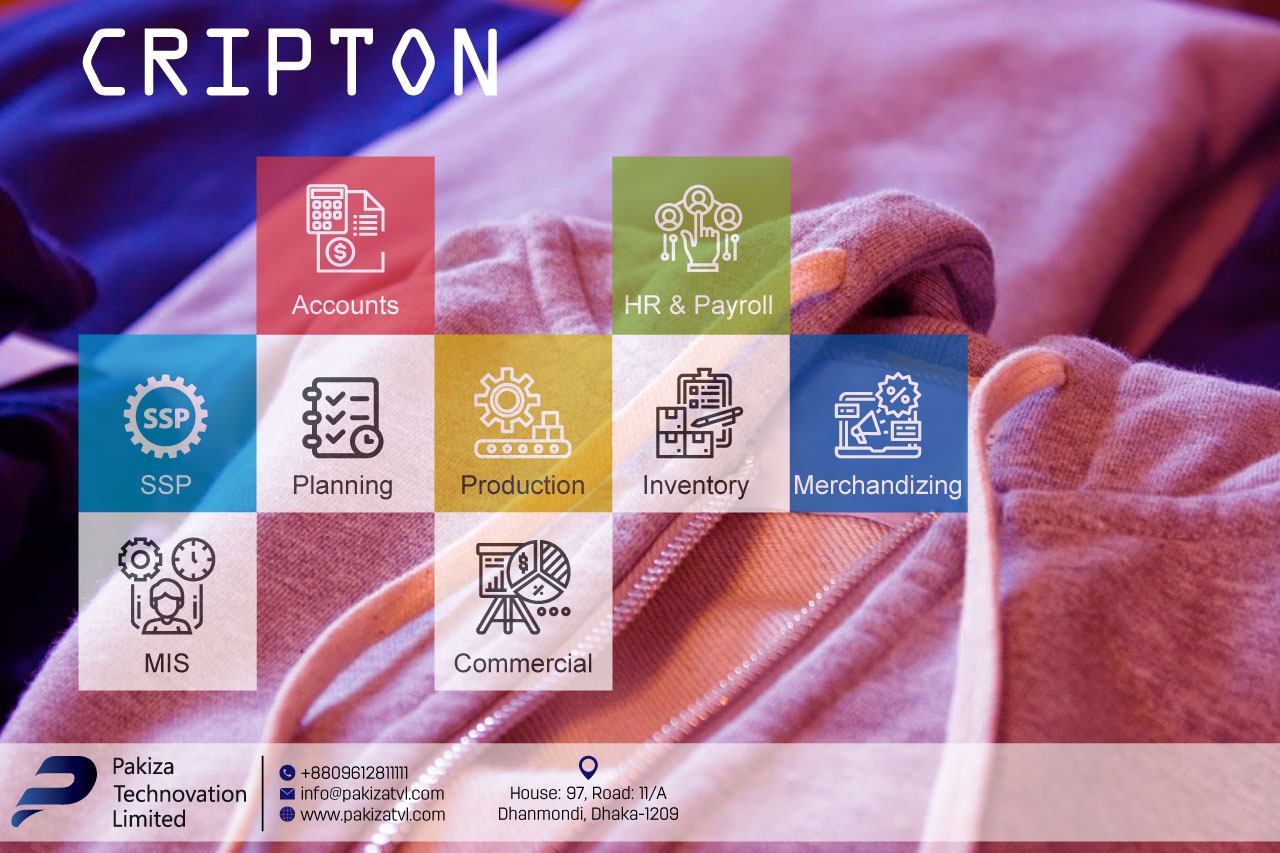 CRIPTON
Accounts
HR & Payroll
SSP
SSP
Planning
Production
Inventory
Merchandizing
MIS
Commercial
Pakiza
Technovation
Limited
+8809612811111
info@pakizatvl.com
www.pakizatvl.com
House: 97, Road: 11/A
Dhanmondi, Dhaka-1209